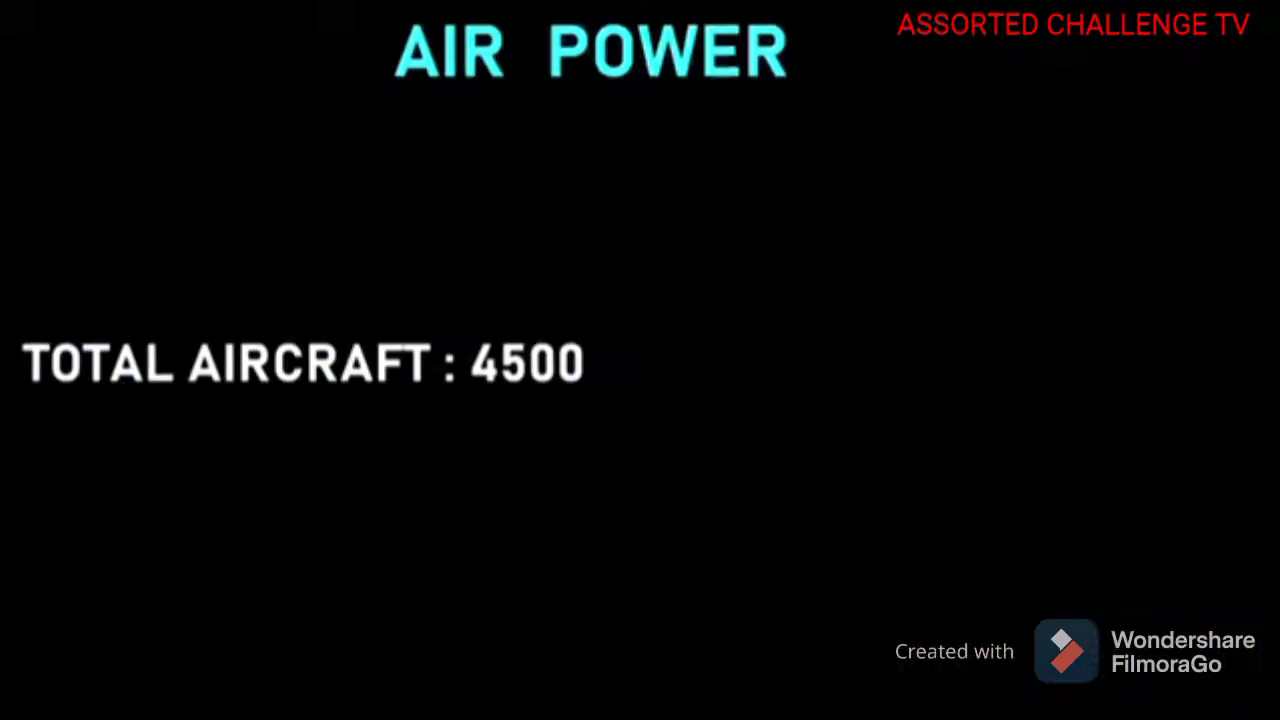 AIR POWER
ASSORTED CHALLENGE TV
TOTAL AIRCRAFT : 4500
Created with
Wondershare
FilmoraGo